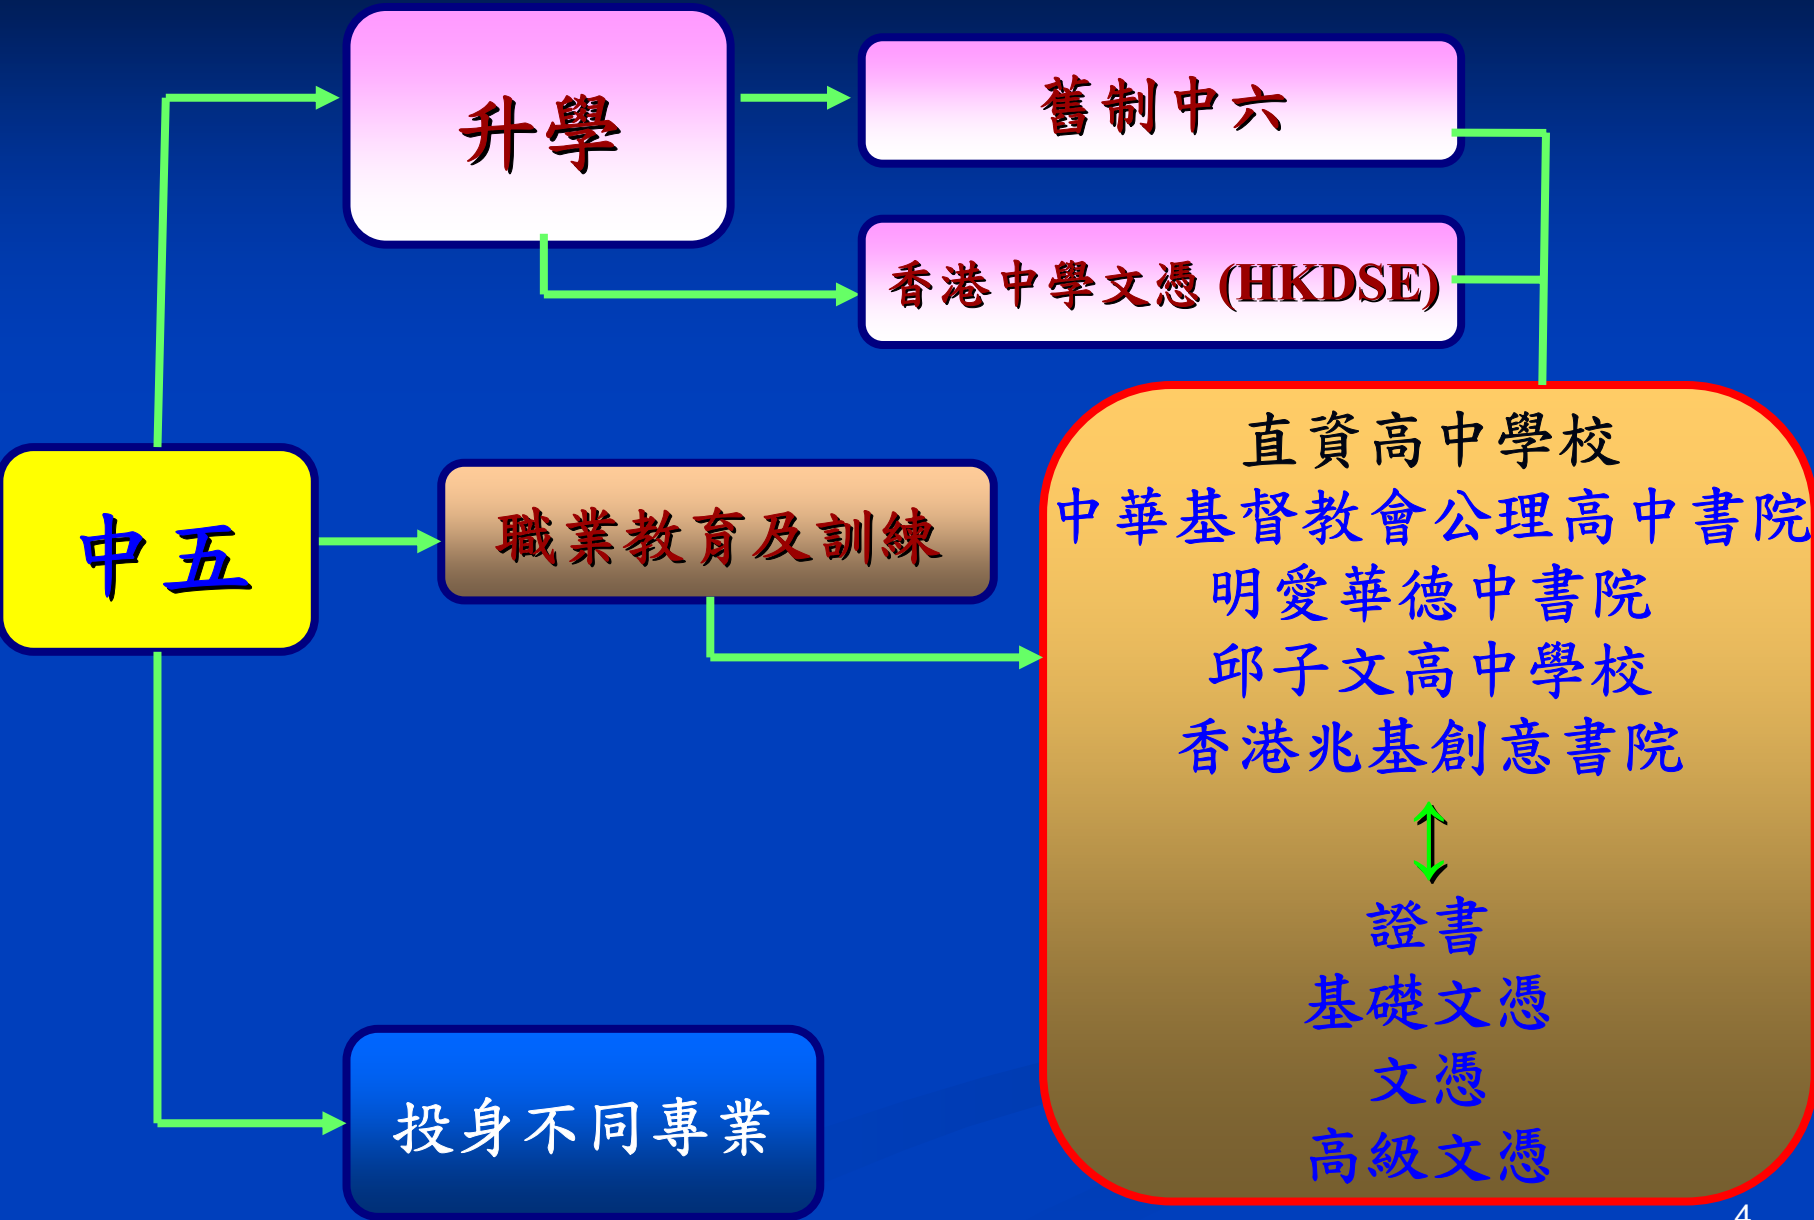 升學
舊制中六
香港中學文憑 (HKDSE)
中五
職業教育及訓練
直資高中學校
中華基督教會公理高中書院
明愛華德中書院
邱子文高中學校
香港兆基創意書院
↕
證書
基礎文憑
文憑
高級文憑
投身不同專業
4